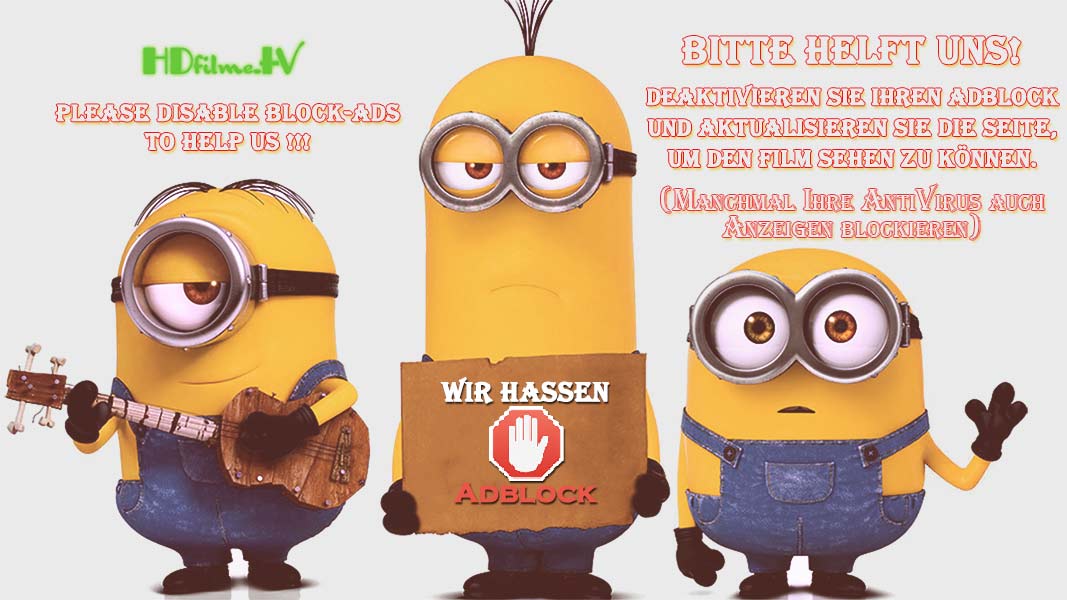 HDfilme.TV
PLEASE DISABLE BLOCK-ADS
TO HELP US !!!
BITTE HELFT UNS!
DEAKTIVIEREN SIE IHREN ADBLOCK
UND AKTUALISIEREN SIE DIE SEITE,
UM DEN FILM SEHEN ZU KÖNNEN.
(MANCHMAL IHRE ANTIVIRUS AUCH
ANZEIGEN BLOCKIEREN)
WIR HASSEN
ADBLOCK